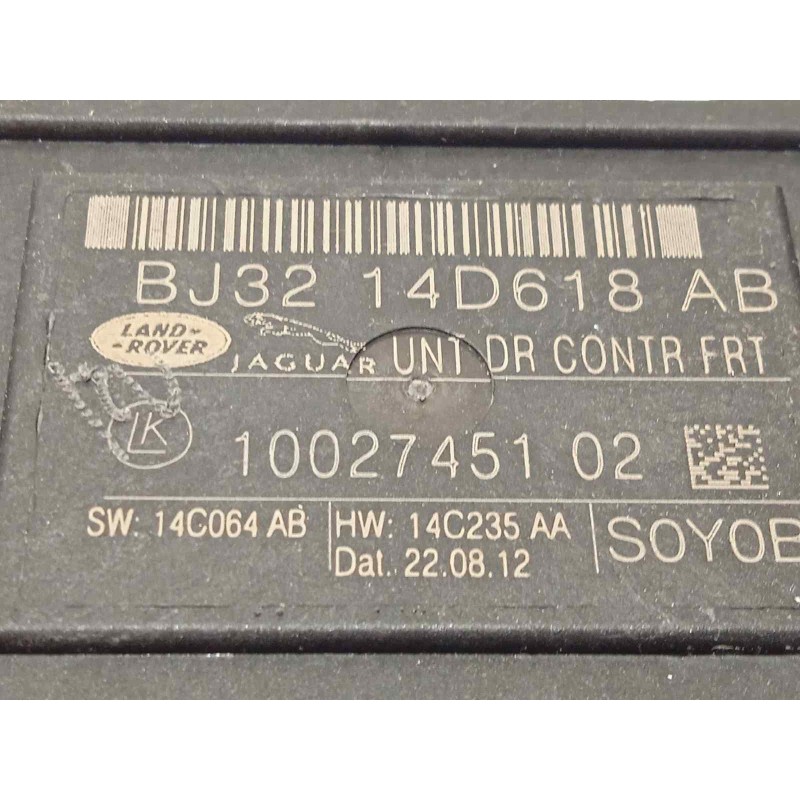 BJ32 14D618 AB
LAND-
-ROVER
JAGUAR UNT DR CONTR FRT
LK
10027451 02
SW: 14C064 AB HW: 14C235 AA SOYOB
Dat. 22.08.12